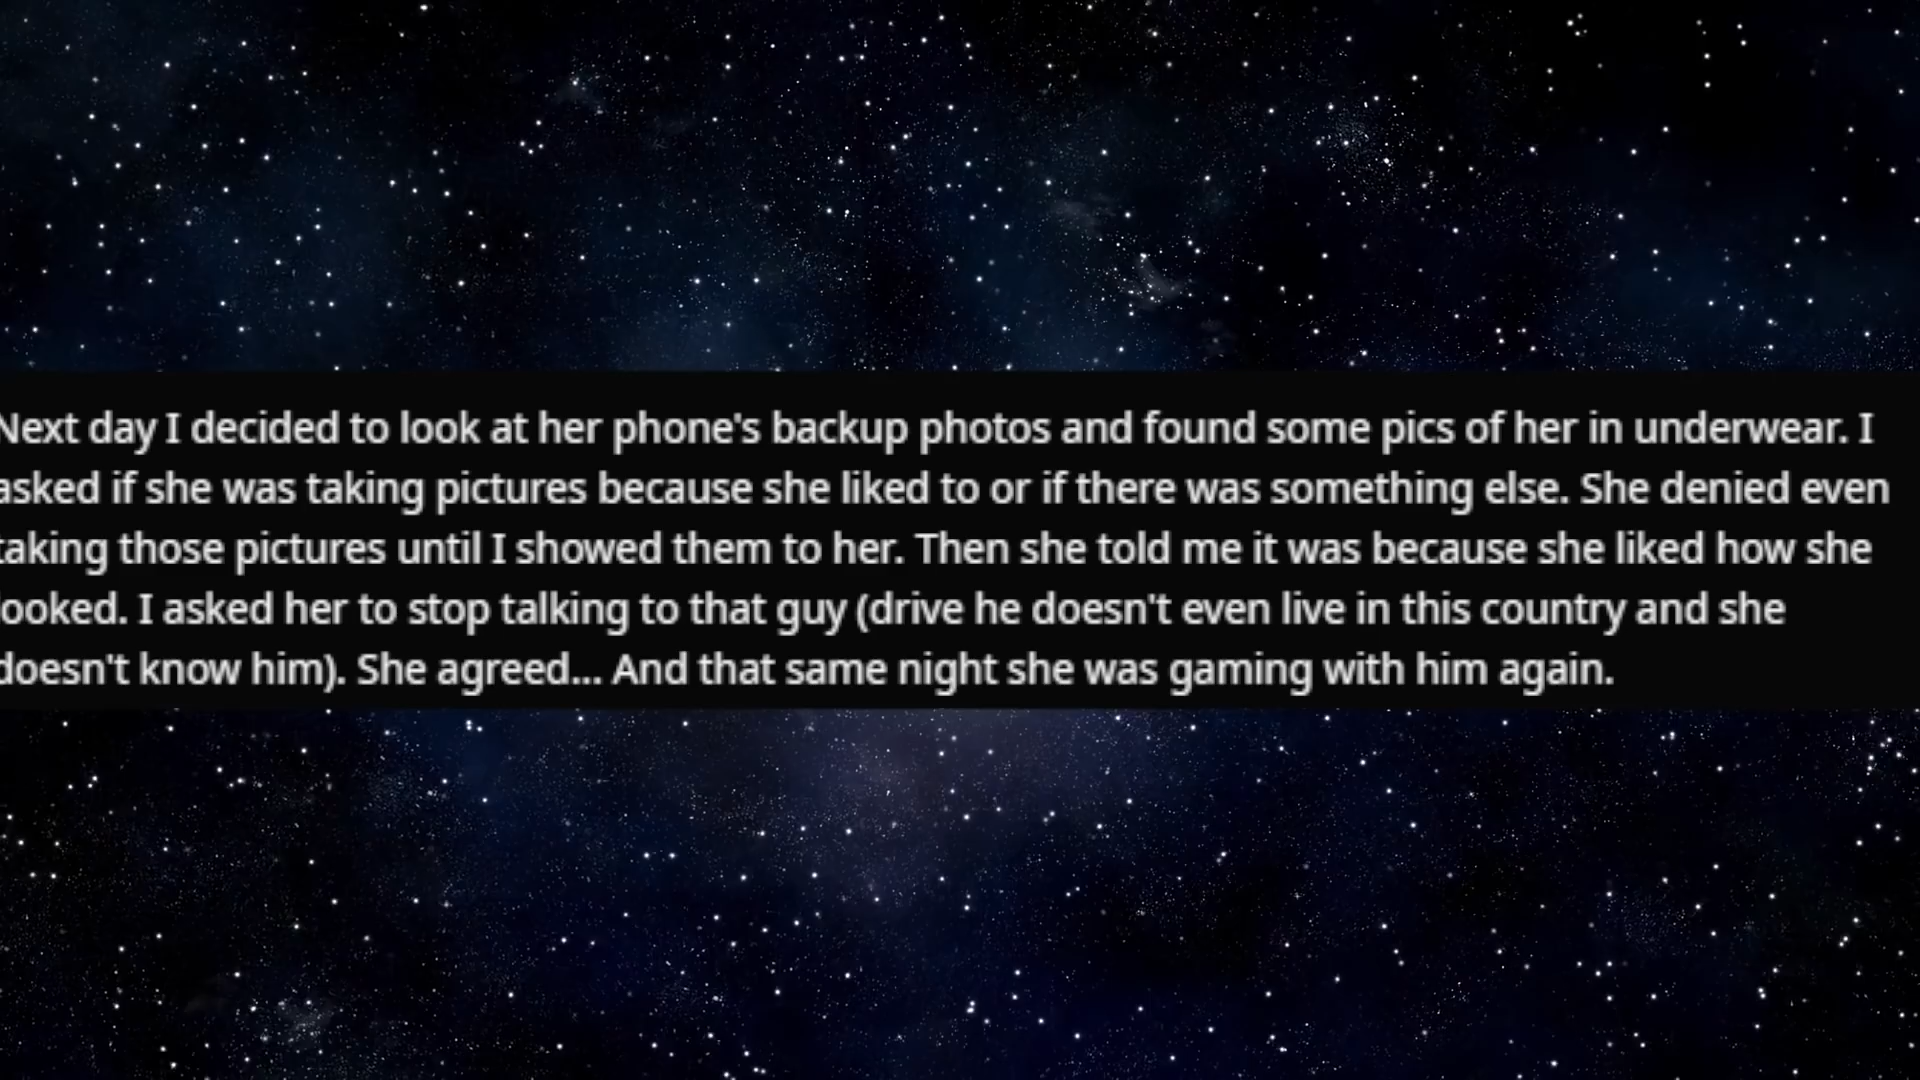 Next day I decided to look at her phone's backup photos and found some pics of her in underwear. I
asked if she was taking pictures because she liked to or if there was something else. She denied even
taking those pictures until I showed them to her. Then she told me it was because she liked how she
looked. I asked her to stop talking to that guy (drive he doesn't even live in this country and she
doesn't know him). She agreed... And that same night she was gaming with him again.